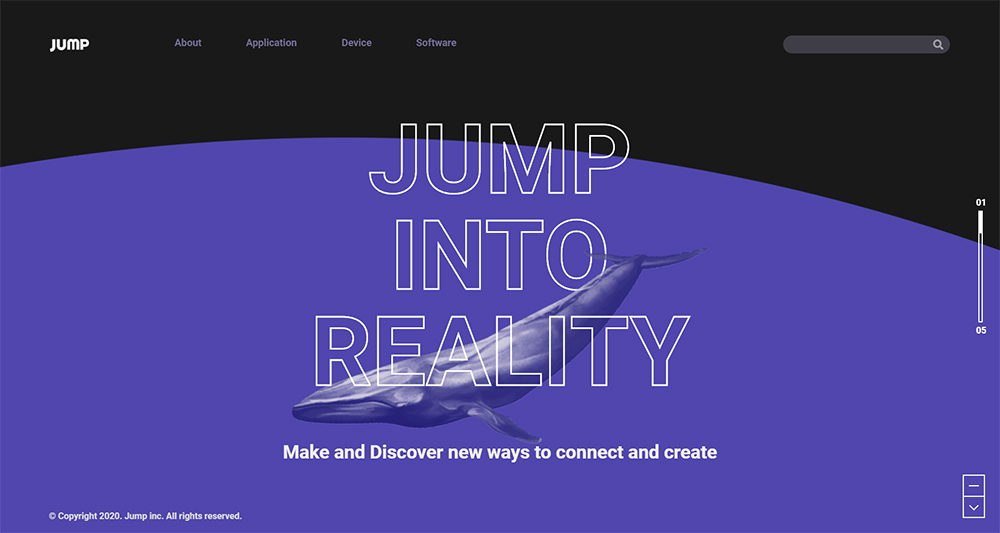 JUMP
About
Application
Device
Software
JUMP
INTO
REALITY
01
05
Make and Discover new ways to connect and create
© Copyright 2020. Jump inc. All rights reserved.